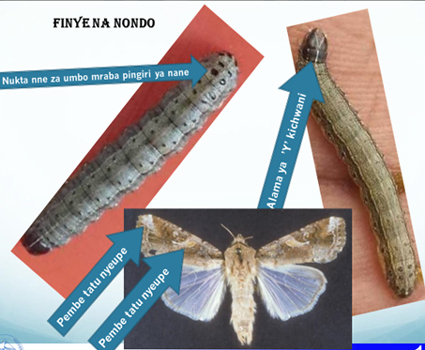 FINYE NA NONDO
Nukta nne za umbo mraba pingiri ya nane
Alama ya 'Y' kichwani
Pembe tatu nyeupe
Pembe tatu nyeupe